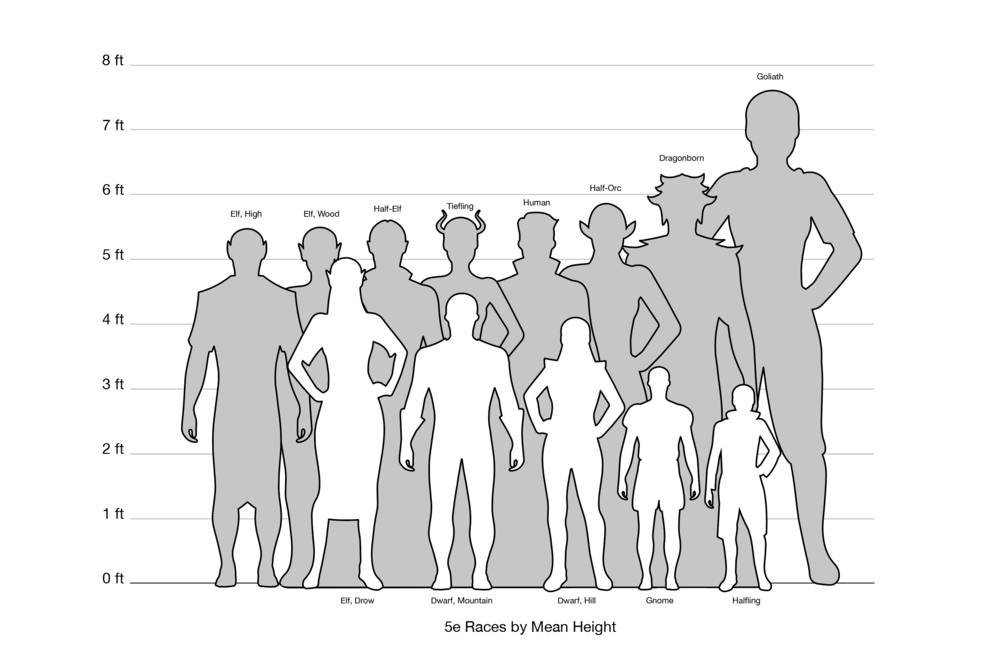 8 ft
Goliath
7 ft
Dragonborn
6 ft
Half-Orc
Human
Tiefling
Half-Elf
Elf, Wood
Elf, High
5 ft
4 ft
3 ft
2 ft
1 ft
0 ft
Elf, Drow
Dwarf, Mountain
Dwarf, Hill
Gnome
Halfling
5e Races by Mean Height